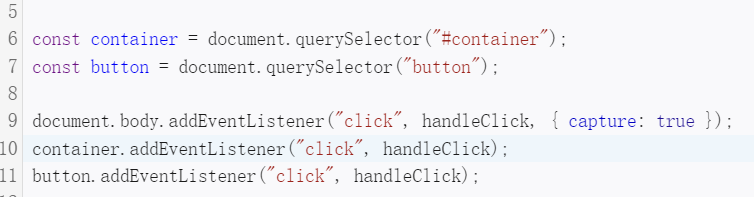 5
6 const container = document.querySelector("#container");
7 const button = document.querySelector("button");
8
9 document.body.addEventListener("click", handleClick, { capture: true });
10 container.addEventListener("click", handleClick);
11 button.addEventListener("click", handleClick);